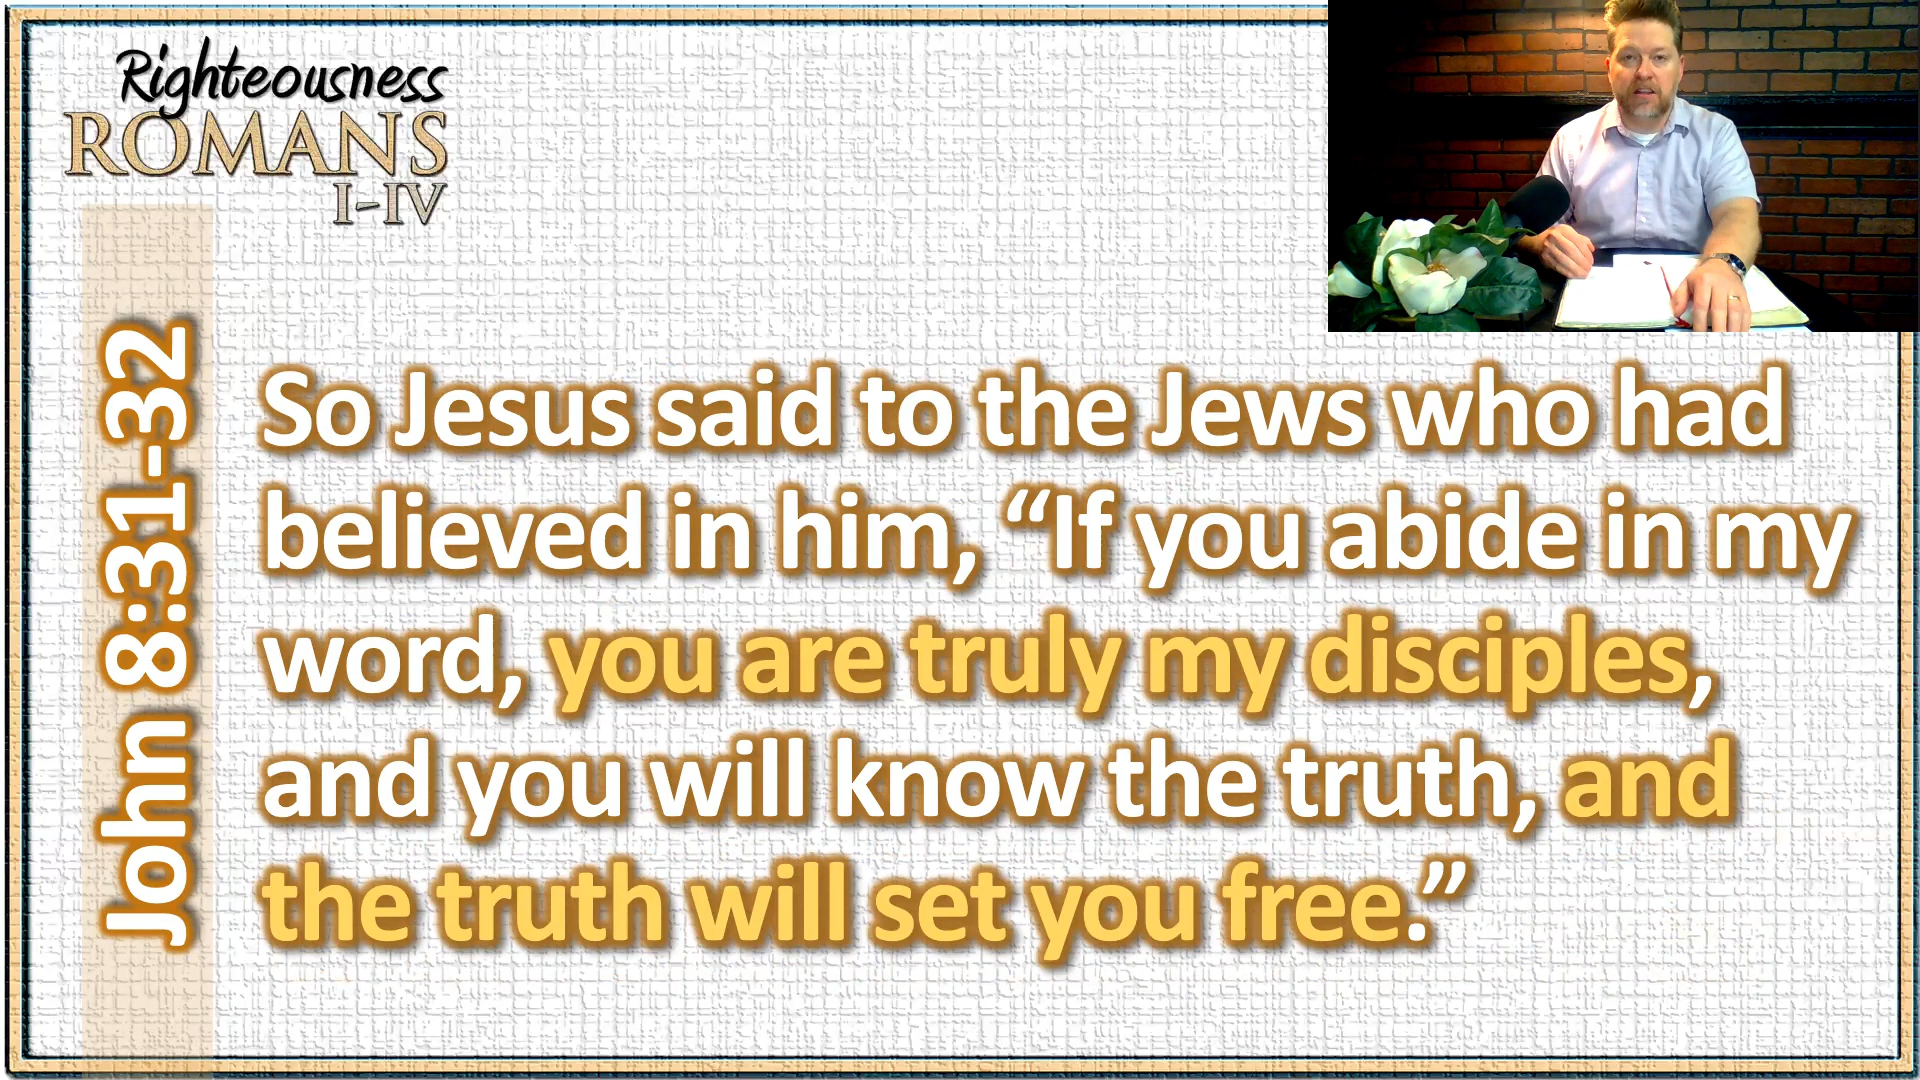 Righteousness
ROMANS
I-IV
John 8:31-32
So Jesus said to the Jews who had
believed in him, “If you abide in my
word, you are truly my disciples,
and you will know the truth, and
the truth will set you free.”